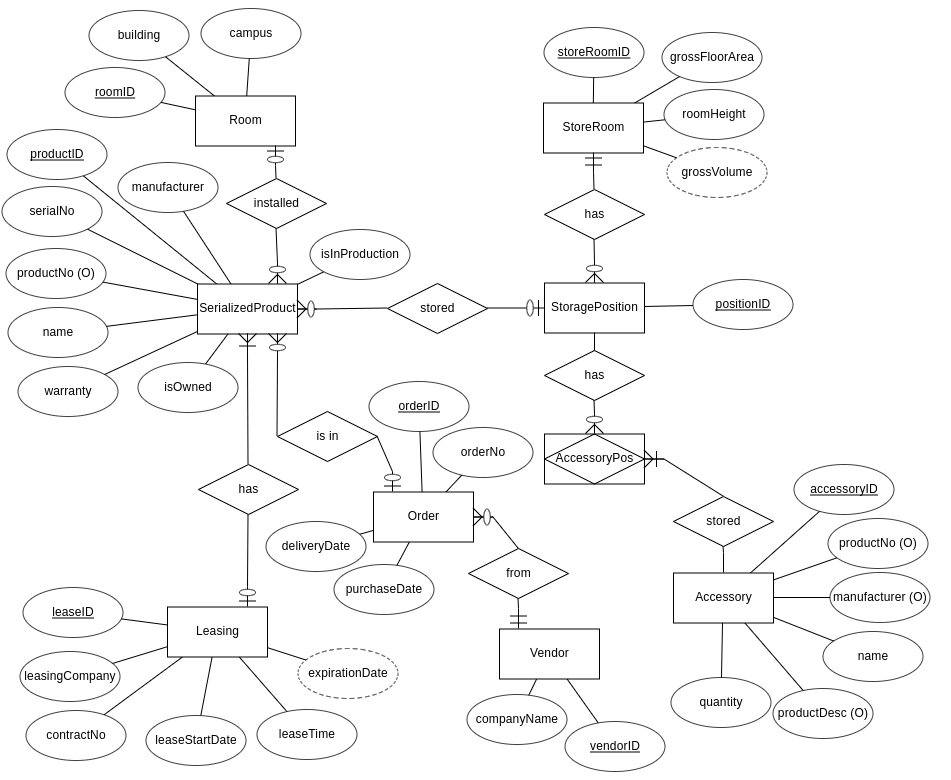 building
campus
roomID
Room
storeRoomID
grossFloorArea
StoreRoom
roomHeight
grossVolume
productID
manufacturer
serialNo
installed
has
productNo (O)
isInProduction
SerializedProduct
stored
StoragePosition
positionID
name
warranty
isOwned
has
orderID
is in
orderNo
AccessoryPos
has
accessoryID
Order
stored
deliveryDate
productNo (O)
purchaseDate
from
Accessory
manufacturer (O)
leaseID
Leasing
Vendor
name
leasingCompany
expirationDate
quantity
productDesc (O)
contractNo
leaseStartDate
leaseTime
companyName
vendorID